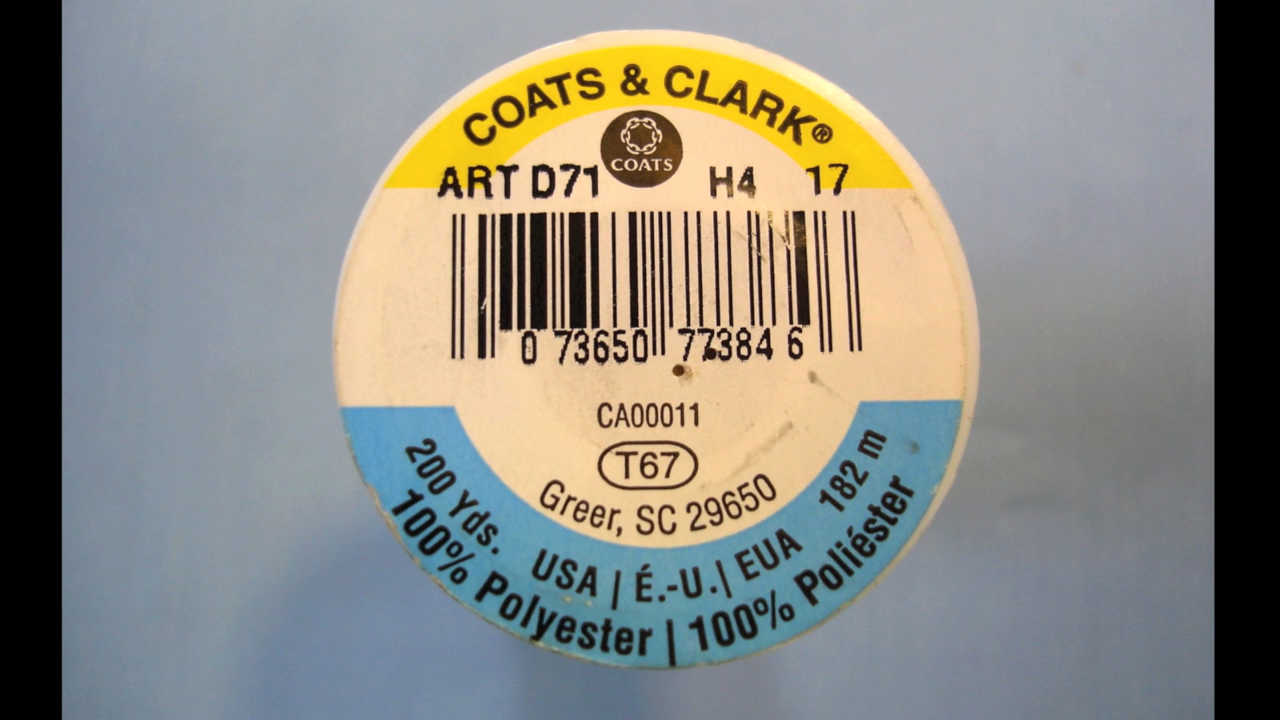 COATS & CLARK®
COATS
ART D71 H4 17
0 73650 77384 6
CA00011
T67
Greer, SC 29650
200 Yds. USA | É.-U. | EUA 182 m
100% Polyester | 100% Poliéster